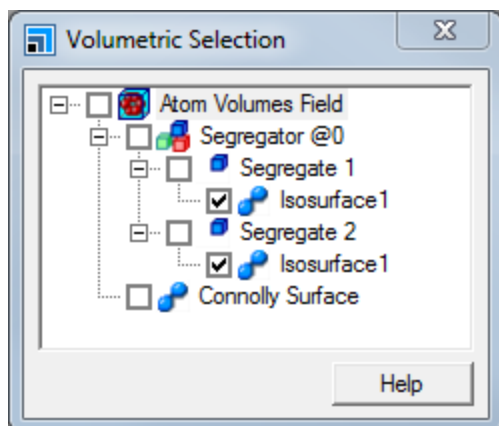 Volumetric Selection
Atom Volumes Field
Segregator @0
Segregate 1
Isosurface1
Segregate 2
Isosurface1
Connolly Surface
Help